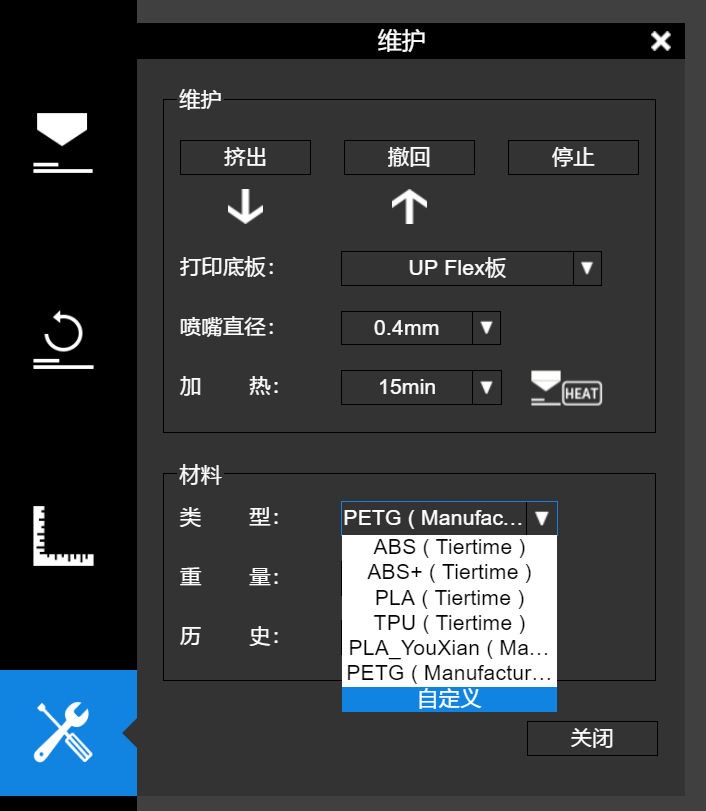 维护
维护
挤出 撤回 停止
打印底板： UP Flex板
喷嘴直径： 0.4mm
加 热： 15min HEAT
材料
类 型： PETG ( Manufac...
ABS ( Tiertime )
ABS+ ( Tiertime )
PLA ( Tiertime )
TPU ( Tiertime )
重 量：
PLA_YouXian ( Ma...
历 史：
PETG ( Manufactur...
自定义
关闭